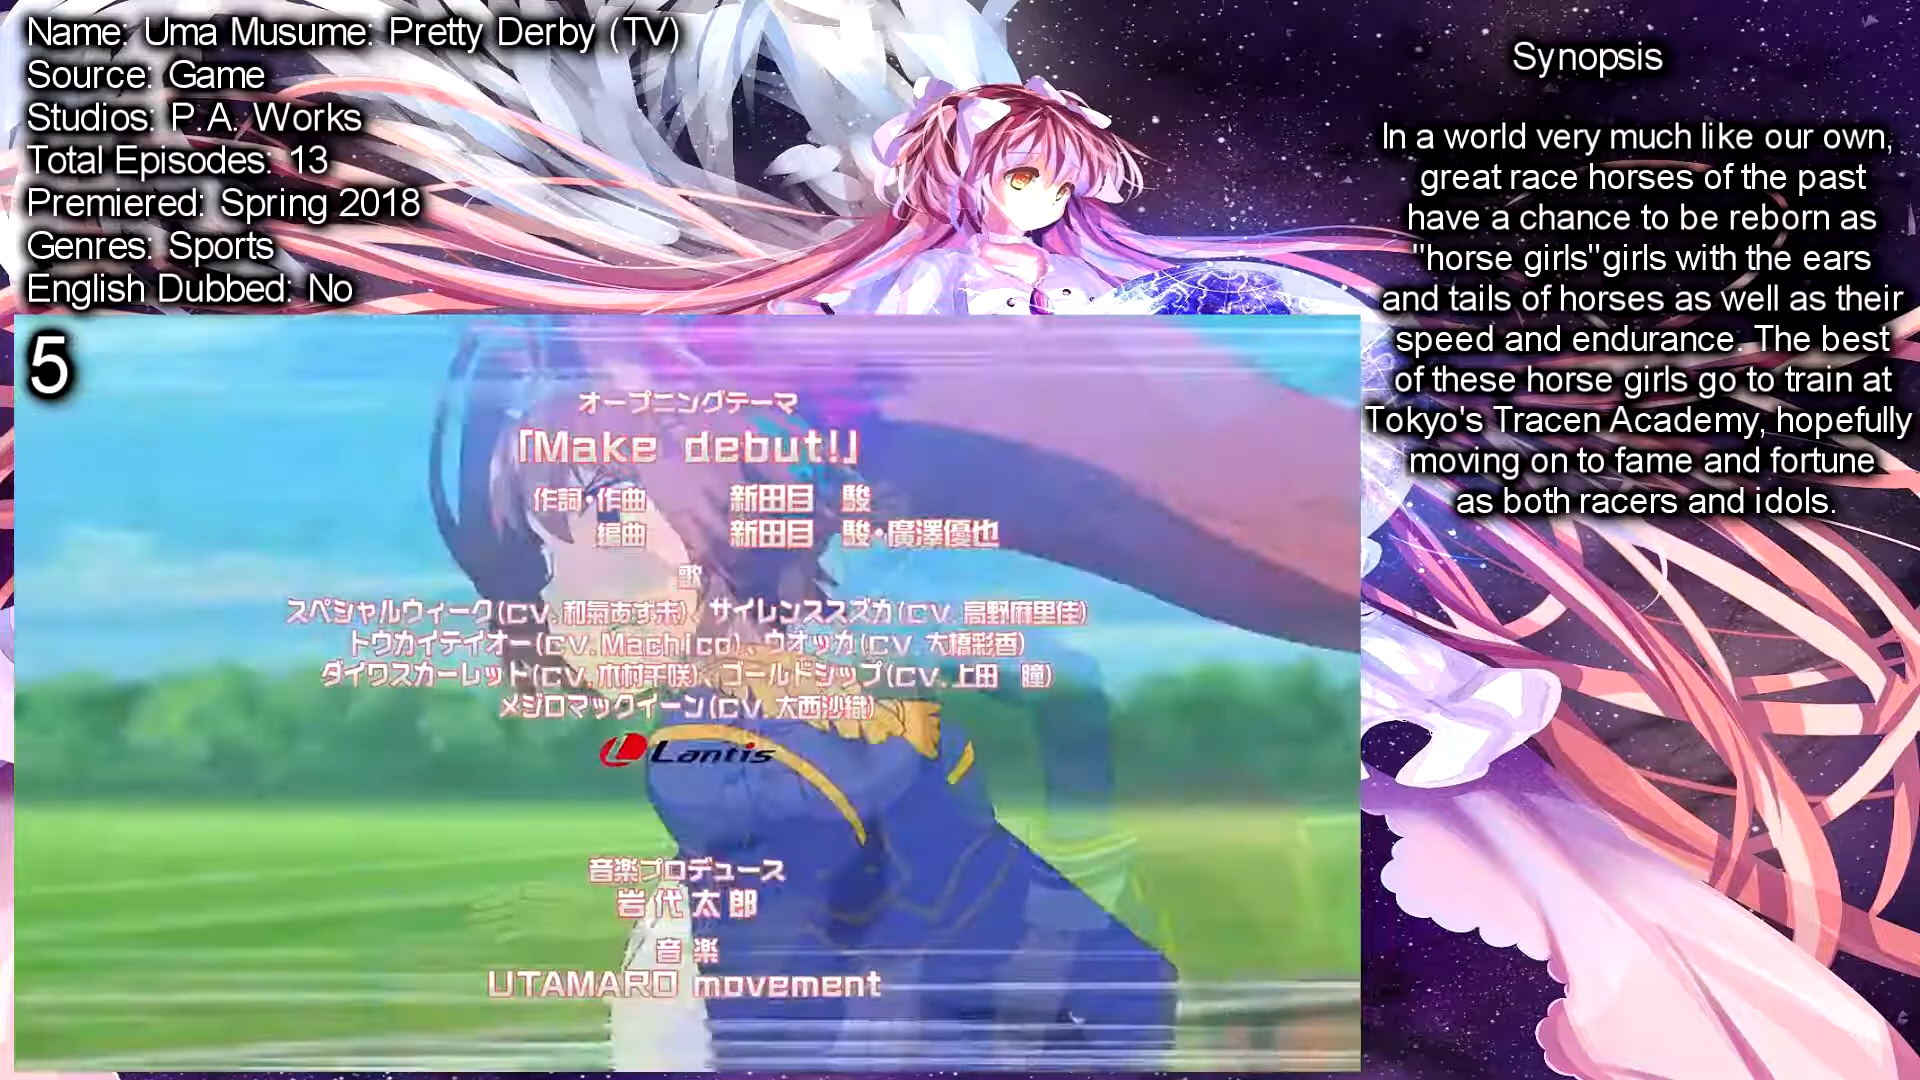 Name: Uma Musume: Pretty Derby (TV)
Source: Game
Studios: P.A. Works
Total Episodes: 13
Premiered: Spring 2018
Genres: Sports
English Dubbed: No
5
オープニングテーマ
「Make debut!」
作詞・作曲 新田目 駿
編曲 新田目 駿・廣澤優也
歌
スペシャルウィーク(CV.和氣あず未)、サイレンススズカ(CV.高野麻里佳)
トウカイテイオー(CV.Machico)、ウオッカ(CV.大橋彩香)
ダイワスカーレット(CV.木村千咲)、ゴールドシップ(CV.上田 瞳)
メジロマックイーン(CV.大西沙織)
Lantis
音楽プロデュース
岩代太郎
音楽
UTAMARO movement
Synopsis
In a world very much like our own,
great race horses of the past
have a chance to be reborn as
"horse girls"girls with the ears
and tails of horses as well as their
speed and endurance. The best
of these horse girls go to train at
Tokyo's Tracen Academy, hopefully
moving on to fame and fortune
as both racers and idols.